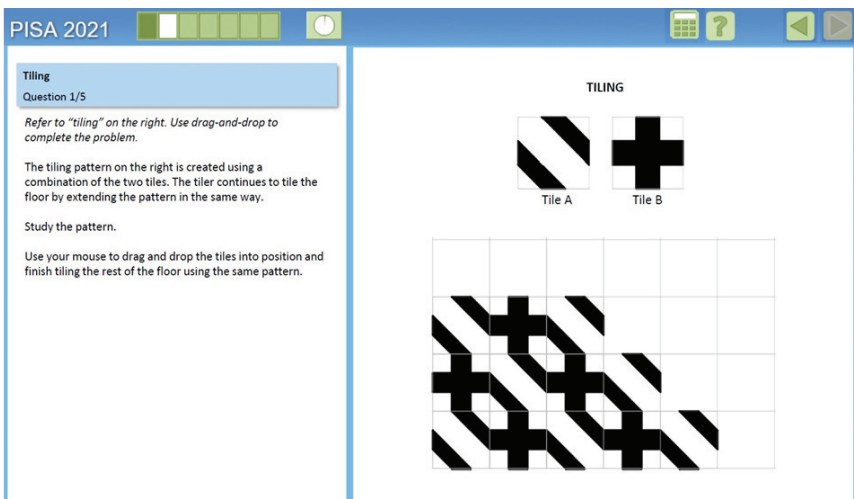 PISA 2021
?
Tiling
Question 1/5
Refer to “tiling” on the right. Use drag-and-drop to
complete the problem.
The tiling pattern on the right is created using a
combination of the two tiles. The tiler continues to tile the
floor by extending the pattern in the same way.
Study the pattern.
Use your mouse to drag and drop the tiles into position and
finish tiling the rest of the floor using the same pattern.
TILING
Tile A
Tile B